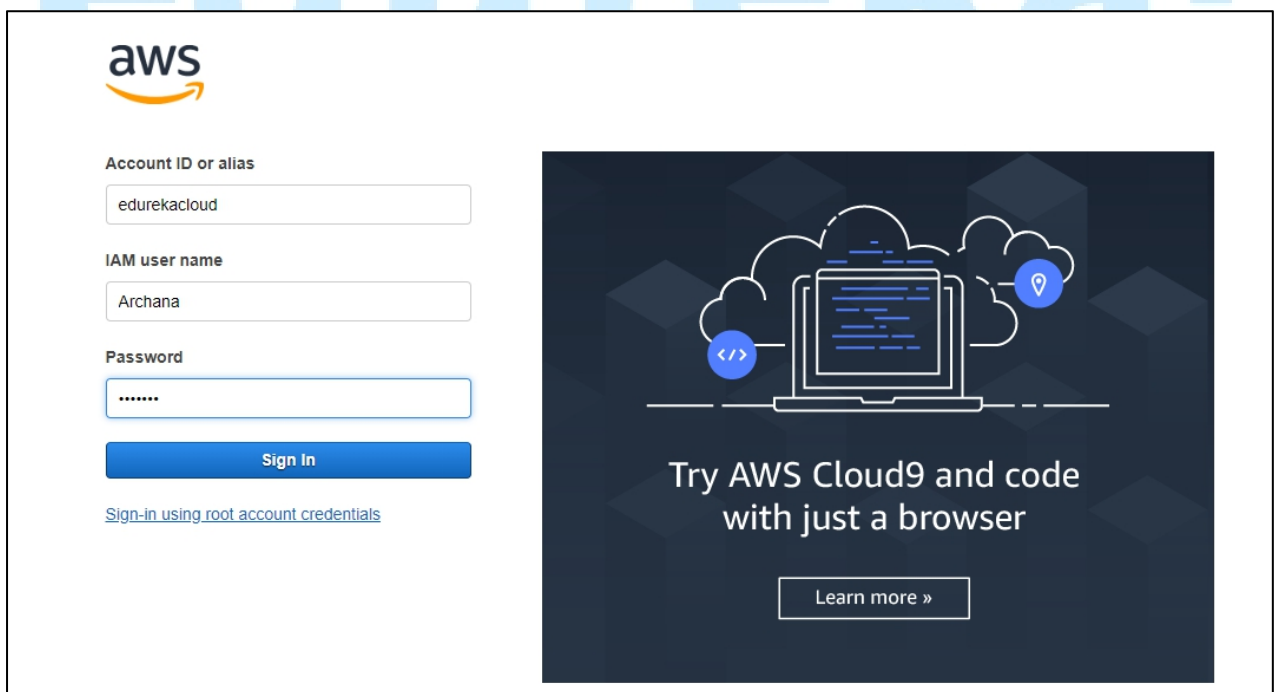 aws
Account ID or alias
edurekacloud
IAM user name
Archana
Password
•••••••
Sign In
Sign-in using root account credentials
</>
Try AWS Cloud9 and code
with just a browser
Learn more »